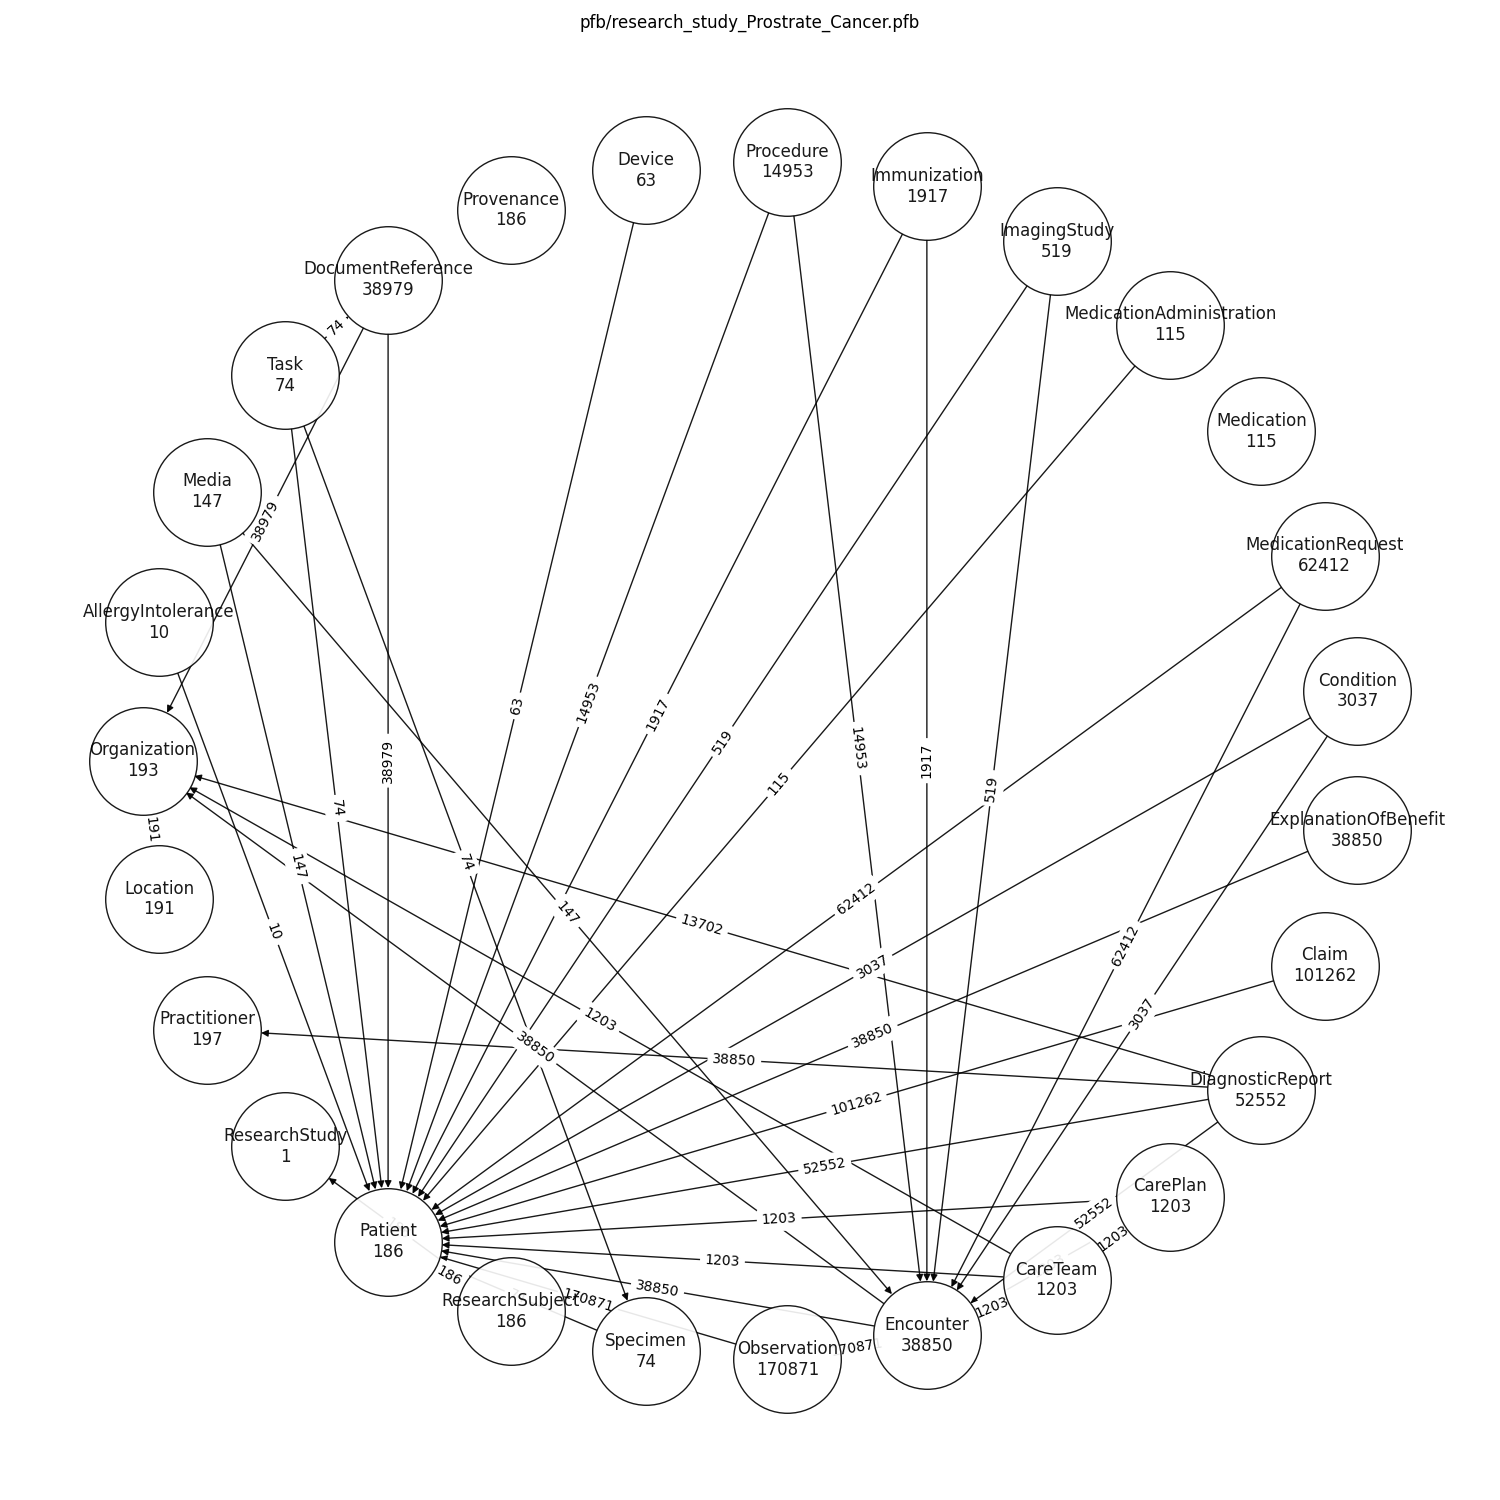 pfb/research_study_Prostrate_Cancer.pfb
Procedure
14953
Device
63
Immunization
1917
Provenance
186
ImagingStudy
519
DocumentReference
38979
MedicationAdministration
115
74
Task
74
Medication
115
Media
147
38979
MedicationRequest
62412
AllergyIntolerance
10
Condition
3037
63
14953
1917
519
14953
1917
38979
115
519
Organization
193
74
191
ExplanationOfBenefit
38850
147
74
Location
191
62412
147
13702
10
62412
3037
Claim
101262
Practitioner
197
1203
3037
38850
38850
38850
DiagnosticReport
52552
101262
ResearchStudy
1
52552
CarePlan
1203
1203
52552
Patient
186
1203
1203
186
38850
CareTeam
1203
ResearchSubject
186
170871
1203
Encounter
38850
Specimen
74
Observation
170871